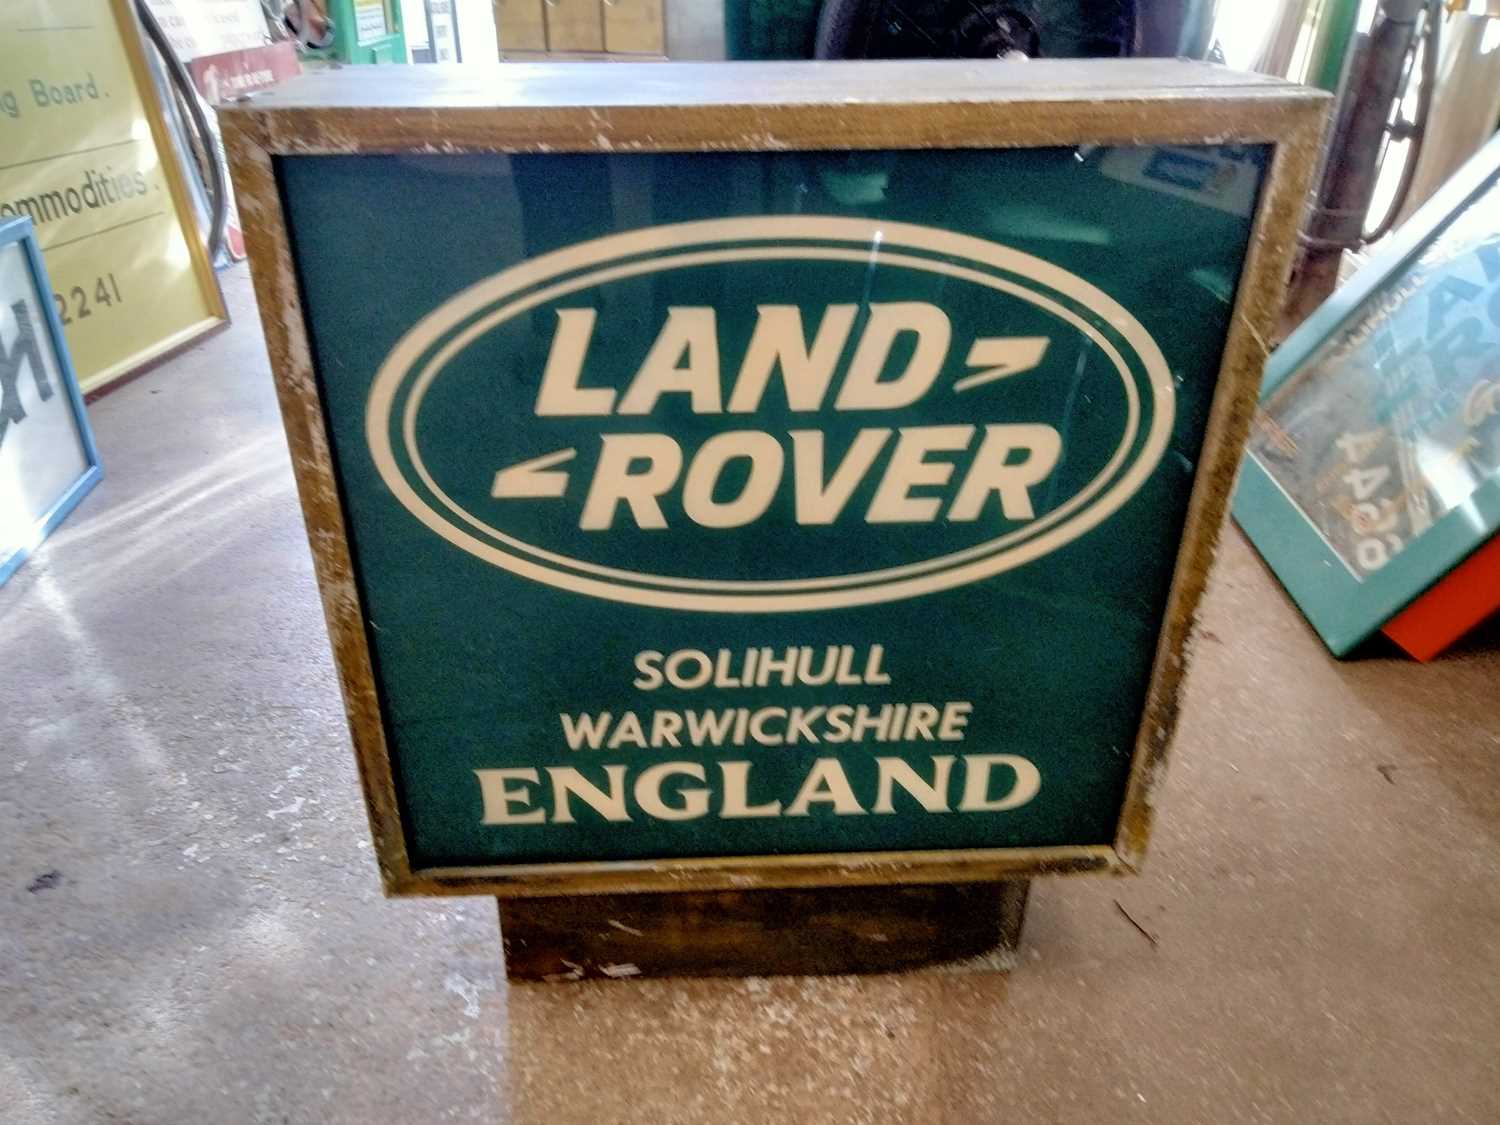 LAND
ROVER
SOLIHULL
WARWICKSHIRE
ENGLAND
g Board.
ommodities.
2241